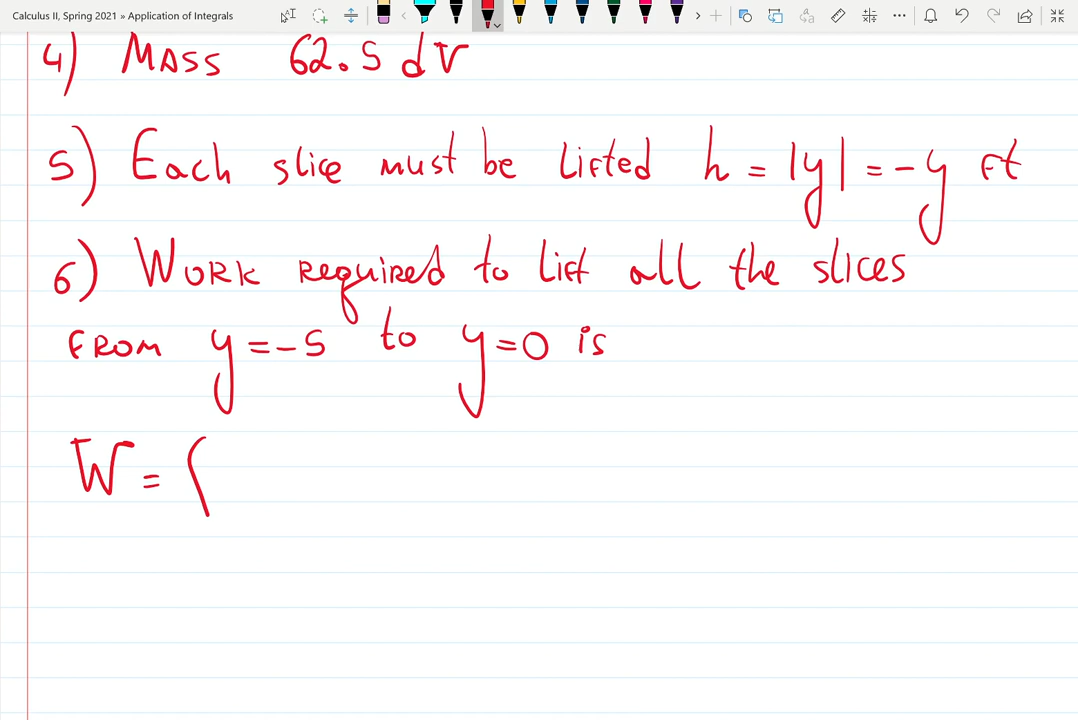 Calculus II, Spring 2021 » Application of Integrals
4) Mass 62.5 dV
5) Each slice must be lifted h = |y| = -y ft
6) Work required to lift all the slices
from y = -5 to y = 0 is
W = (